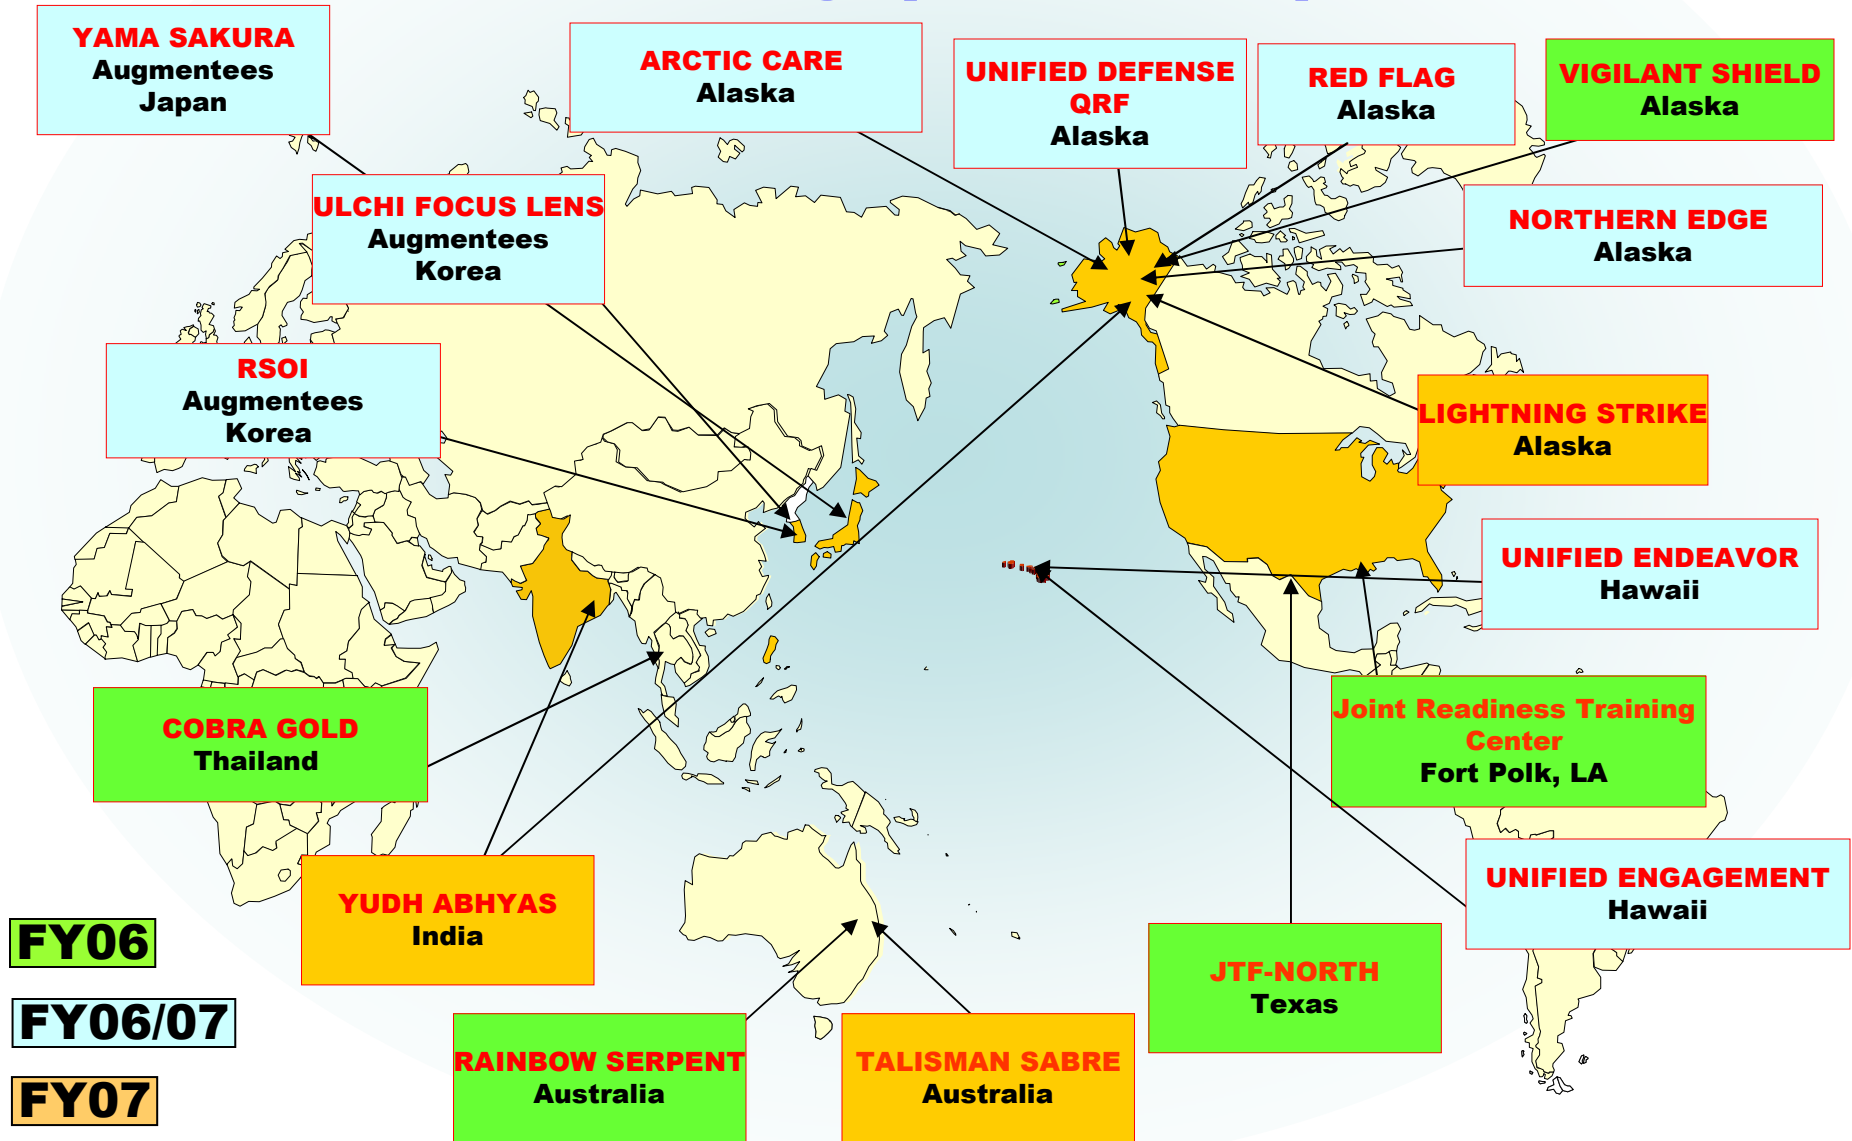 YAMA SAKURA
Augmentees
Japan
ARCTIC CARE
Alaska
UNIFIED DEFENSE
QRF
Alaska
RED FLAG
Alaska
VIGILANT SHIELD
Alaska
ULCHI FOCUS LENS
Augmentees
Korea
NORTHERN EDGE
Alaska
RSOI
Augmentees
Korea
LIGHTNING STRIKE
Alaska
UNIFIED ENDEAVOR
Hawaii
COBRA GOLD
Thailand
Joint Readiness Training
Center
Fort Polk, LA
YUDH ABHYAS
India
UNIFIED ENGAGEMENT
Hawaii
JTF-NORTH
Texas
RAINBOW SERPENT
Australia
TALISMAN SABRE
Australia
FY06
FY06/07
FY07